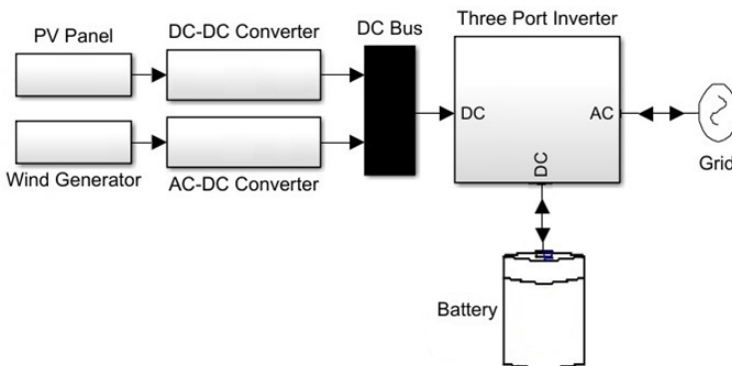 Three Port Inverter
PV Panel
DC-DC Converter
DC Bus
DC
AC
DC
Wind Generator
AC-DC Converter
Grid
Battery